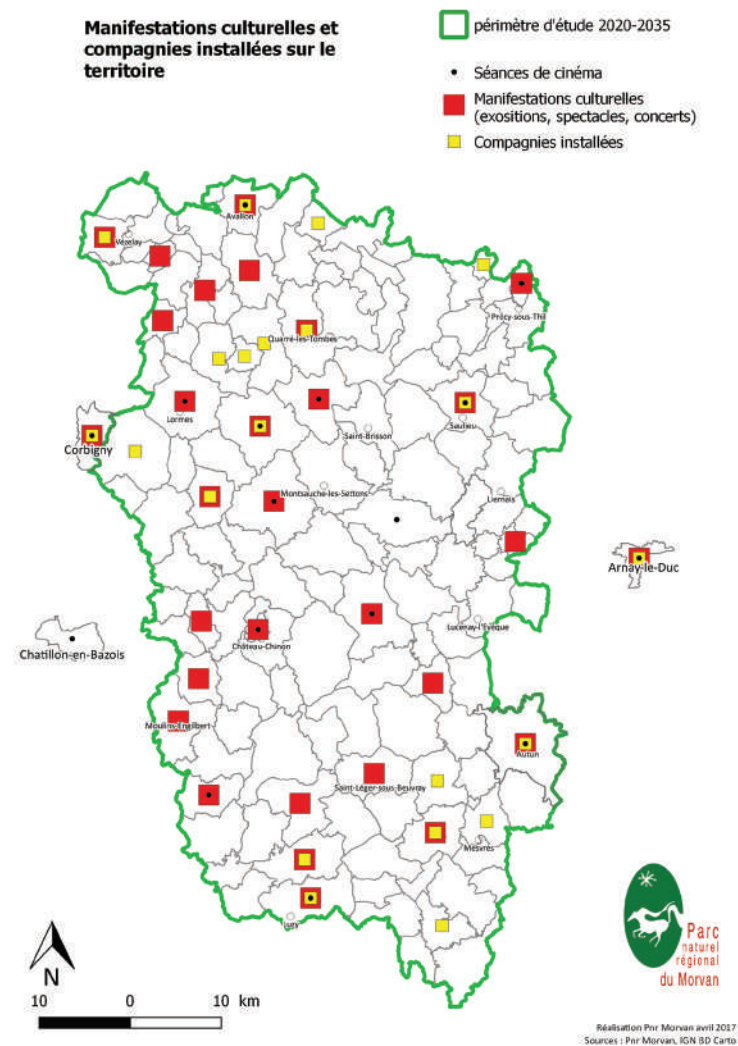 Manifestations culturelles et
compagnies installées sur le
territoire
périmètre d'étude 2020-2035
Séances de cinéma
Manifestations culturelles
(exositions, spectacles, concerts)
Compagnies installées
Avallon
Vézelay
Précy-sous-Thil
Quarré-les-Tombes
Lormes
Saulieu
Saint-Brisson
Corbigny
Montsauche-les-Settons
Liernais
Arnay-le-Duc
Lucenay-l'Evêque
Château-Chinon
Chatillon-en-Bazois
Moulins-Engilbert
Autun
Saint-Léger-sous-Beuvray
Mesvres
Luzy
N
10 0 10 km
Parc
naturel
régional
du Morvan
Réalisation Pnr Morvan avril 2017
Sources : Pnr Morvan, IGN BD Carto